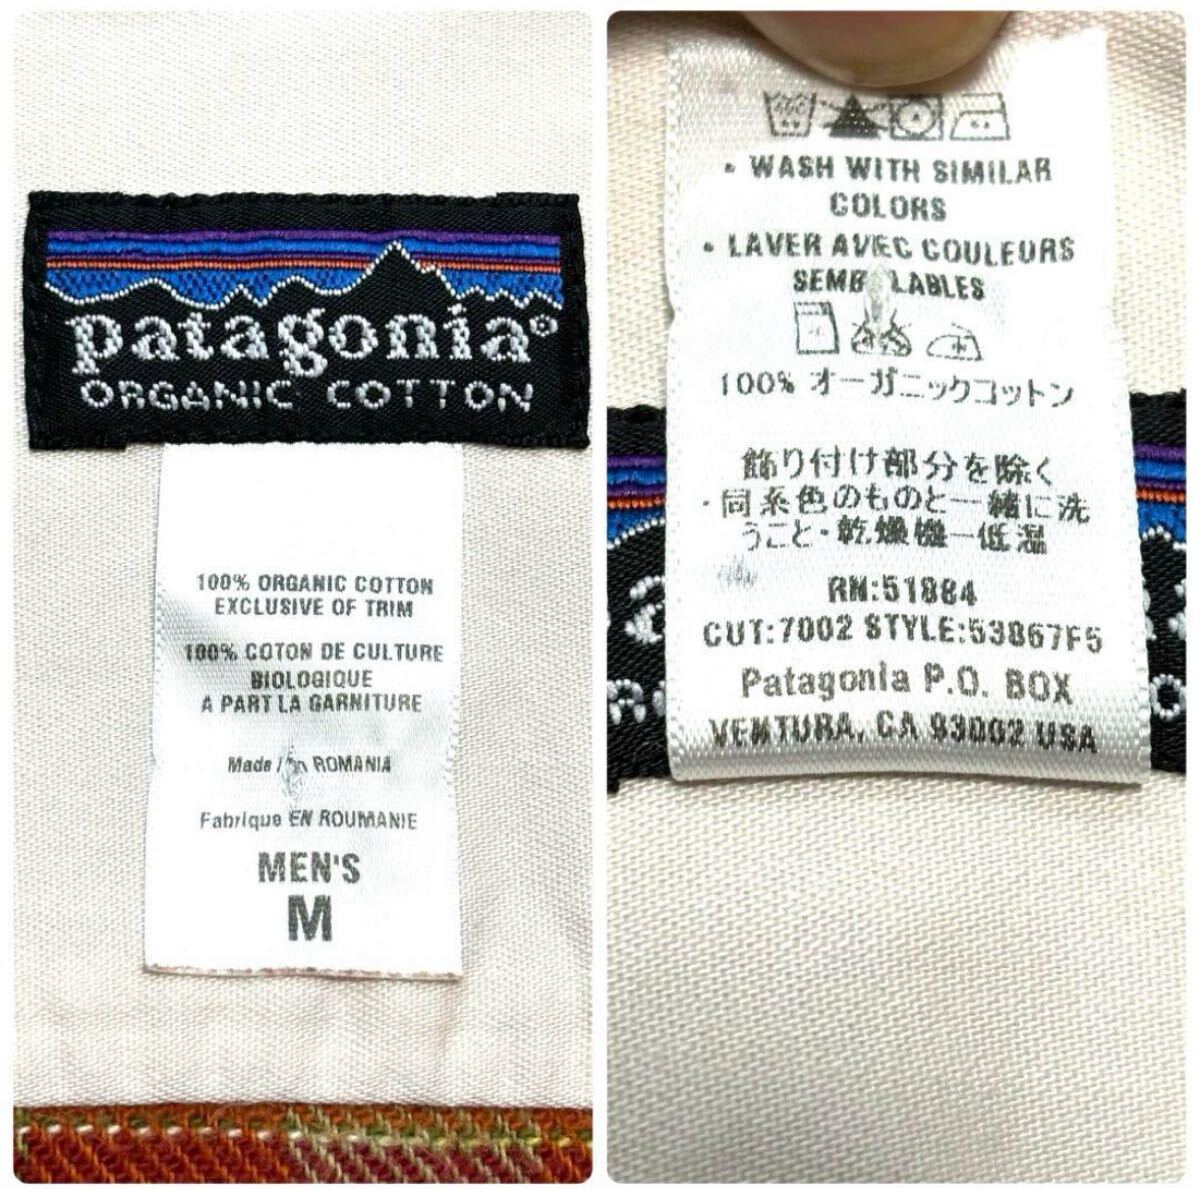 patagonia®
ORGANIC COTTON
100% ORGANIC COTTON
EXCLUSIVE OF TRIM
100% COTON DE CULTURE
BIOLOGIQUE
A PART LA GARNITURE
Made in ROMANIA
Fabrique EN ROUMANIE
MEN'S
M
• WASH WITH SIMILAR
COLORS
• LAVER AVEC COULEURS
SEMBLABLES
100% オーガニックコットン
飾り付け部分を除く
・同系色のものと一緒に洗
うこと・乾燥機一低温
RN:51884
CUT:7002 STYLE:53867F5
Patagonia P.O. BOX
VENTURA, CA 93002 USA